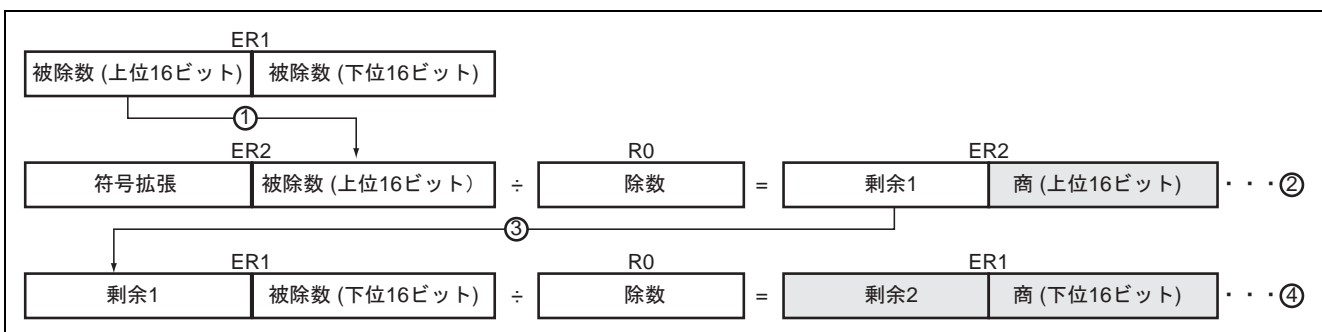 ER1
被除数 (上位16ビット) 被除数 (下位16ビット)
①
ER2 R0 ER2
符号拡張 被除数 (上位16ビット) ÷ 除数 = 剰余1 商 (上位16ビット) ・・・②
③
ER1 R0 ER1
剰余1 被除数 (下位16ビット) ÷ 除数 = 剰余2 商 (下位16ビット) ・・・④